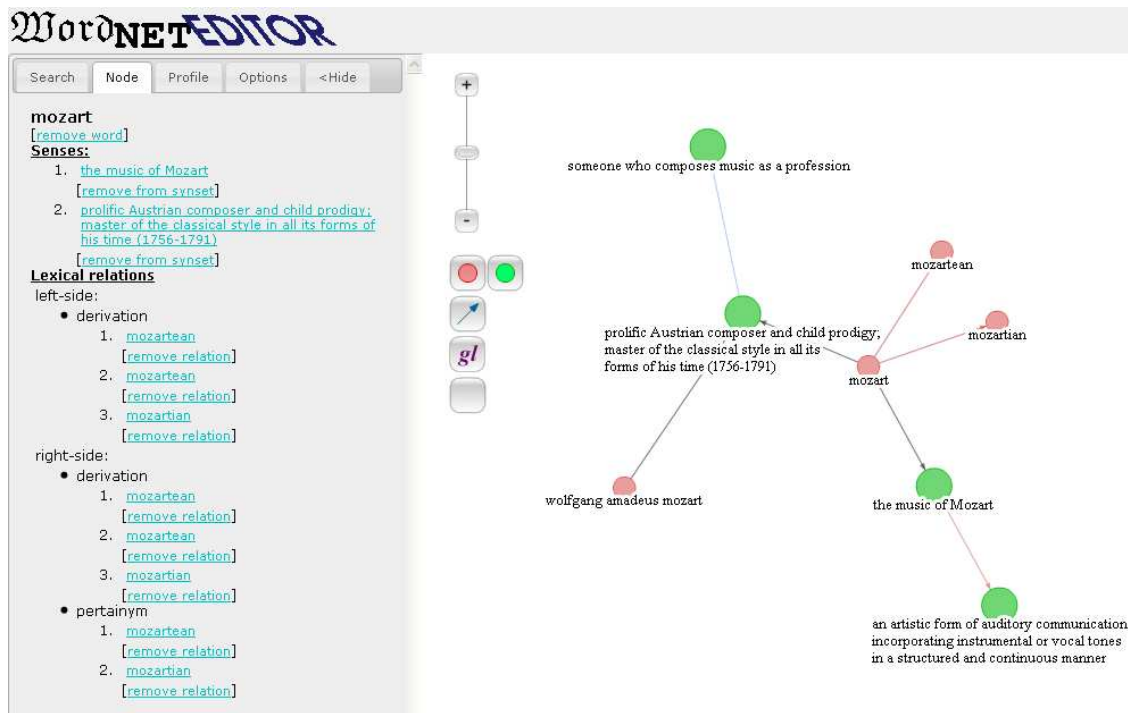 WordNET EDITOR
Search Node Profile Options <Hide
mozart
[remove word]
Senses:
1. the music of Mozart
[remove from synset]
2. prolific Austrian composer and child prodigy;
master of the classical style in all its forms of
his time (1756-1791)
[remove from synset]
Lexical relations
left-side:
• derivation
1. mozartean
[remove relation]
2. mozartean
[remove relation]
3. mozartian
[remove relation]
right-side:
• derivation
1. mozartean
[remove relation]
2. mozartean
[remove relation]
3. mozartian
[remove relation]
• pertainym
1. mozartean
[remove relation]
2. mozartian
[remove relation]
+
-
gl
someone who composes music as a profession
mozartean
mozartian
prolific Austrian composer and child prodigy;
master of the classical style in all its
forms of his time (1756-1791)
mozart
wolfgang amadeus mozart
the music of Mozart
an artistic form of auditory communication
incorporating instrumental or vocal tones
in a structured and continuous manner